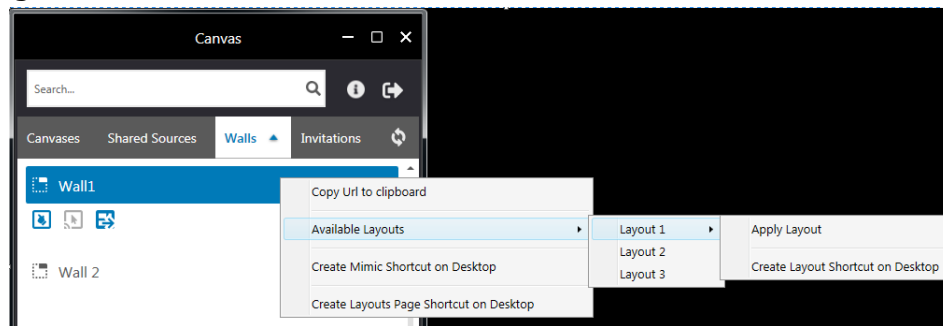 Canvas
Search...
Canvases Shared Sources Walls Invitations
Wall1
Copy Url to clipboard
Available Layouts Layout 1 Apply Layout
Layout 2
Wall 2 Create Mimic Shortcut on Desktop Layout 3 Create Layout Shortcut on Desktop
Create Layouts Page Shortcut on Desktop